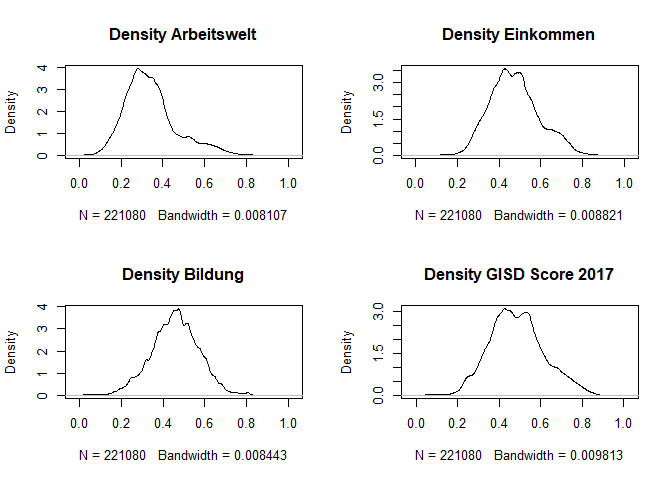 Density Arbeitswelt
Density
4
3
2
1
0
0.0 0.2 0.4 0.6 0.8 1.0
N = 221080 Bandwidth = 0.008107
Density Einkommen
Density
3.0
1.5
0.0
0.0 0.2 0.4 0.6 0.8 1.0
N = 221080 Bandwidth = 0.008821
Density Bildung
Density
4
3
2
1
0
0.0 0.2 0.4 0.6 0.8 1.0
N = 221080 Bandwidth = 0.008443
Density GISD Score 2017
Density
3.0
1.5
0.0
0.0 0.2 0.4 0.6 0.8 1.0
N = 221080 Bandwidth = 0.009813